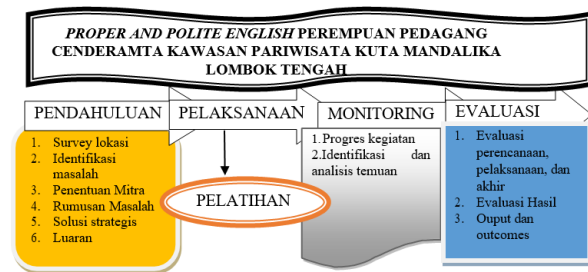 PROPER AND POLITE ENGLISH PEREMPUAN PEDAGANG
CENDERAMTA KAWASAN PARIWISATA KUTA MANDALIKA
LOMBOK TENGAH
PENDAHULUAN
1. Survey lokasi
2. Identifikasi
masalah
3. Penentuan Mitra
4. Rumusan Masalah
5. Solusi strategis
6. Luaran
PELAKSANAAN
PELATIHAN
MONITORING
1.Progres kegiatan
2.Identifikasi dan
analisis temuan
EVALUASI
1. Evaluasi
perencanaan,
pelaksanaan, dan
akhir
2. Evaluasi Hasil
3. Ouput dan
outcomes